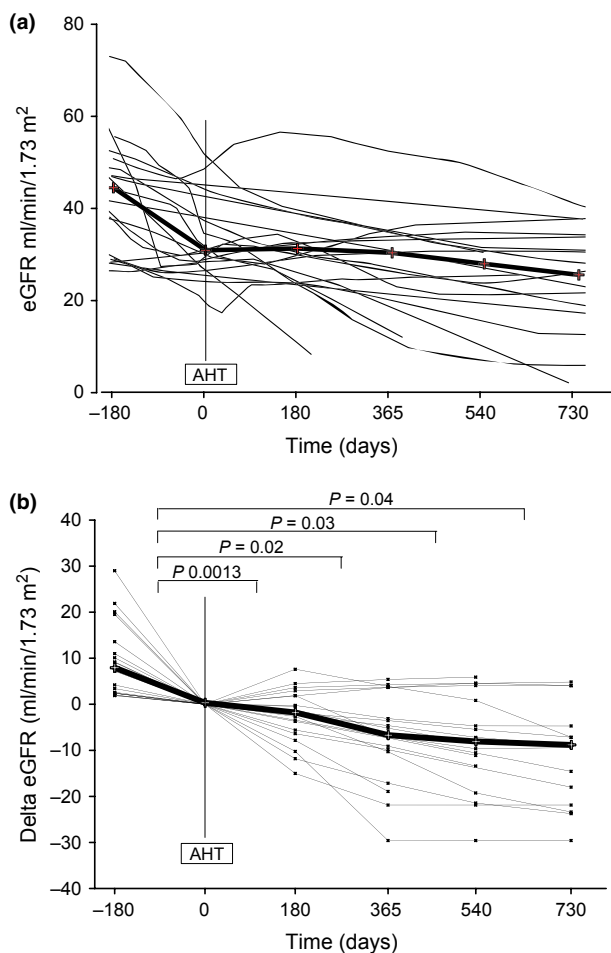 (a)
80
60
40
20
0
eGFR ml/min/1.73 m²
AHT
–180 0 180 365 540 730
Time (days)
(b)
P = 0.04
P = 0.03
P = 0.02
P 0.0013
40
30
20
10
0
–10
–20
–30
–40
Delta eGFR (ml/min/1.73 m²)
AHT
–180 0 180 365 540 730
Time (days)